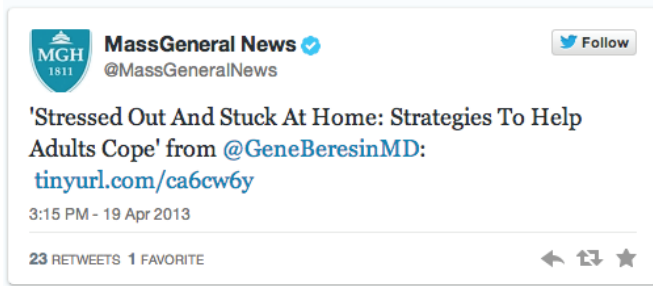 MGH
1811
MassGeneral News
@MassGeneralNews
Follow
'Stressed Out And Stuck At Home: Strategies To Help
Adults Cope' from @GeneBeresinMD:
tinyurl.com/ca6cw6y
3:15 PM - 19 Apr 2013
23 RETWEETS 1 FAVORITE